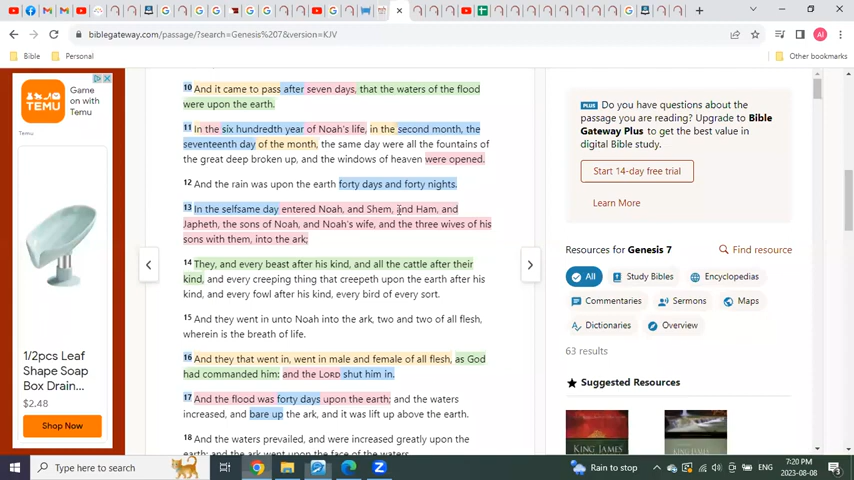 biblegateway.com/passage/?search=Genesis%207&version=KJV
AI
Bible
Personal
Other bookmarks
Game
on with
Temu
Temu
1/2pcs Leaf
Shape Soap
Box Drain...
$2.48
Shop Now
10 And it came to pass after seven days, that the waters of the flood
were upon the earth.
11 In the six hundredth year of Noah's life, in the second month, the
seventeenth day of the month, the same day were all the fountains of
the great deep broken up, and the windows of heaven were opened.
12 And the rain was upon the earth forty days and forty nights.
13 In the selfsame day entered Noah, and Shem, and Ham, and
Japheth, the sons of Noah, and Noah's wife, and the three wives of his
sons with them, into the ark;
14 They, and every beast after his kind, and all the cattle after their
kind, and every creeping thing that creepeth upon the earth after his
kind, and every fowl after his kind, every bird of every sort.
15 And they went in unto Noah into the ark, two and two of all flesh,
wherein is the breath of life.
16 And they that went in, went in male and female of all flesh, as God
had commanded him: and the LORD shut him in.
17 And the flood was forty days upon the earth; and the waters
increased, and bare up the ark, and it was lift up above the earth.
18 And the waters prevailed, and were increased greatly upon the
earth; and the ark went upon the face of the waters.
PLUS Do you have questions about the
passage you are reading? Upgrade to Bible
Gateway Plus to get the best value in
digital Bible study.
Start 14-day free trial
Learn More
Resources for Genesis 7
Find resource
All
Study Bibles
Encyclopedias
Commentaries
Sermons
Maps
Dictionaries
Overview
63 results
Suggested Resources
KING JAMES
Type here to search
Rain to stop
ENG
7:20 PM
2023-08-08
3